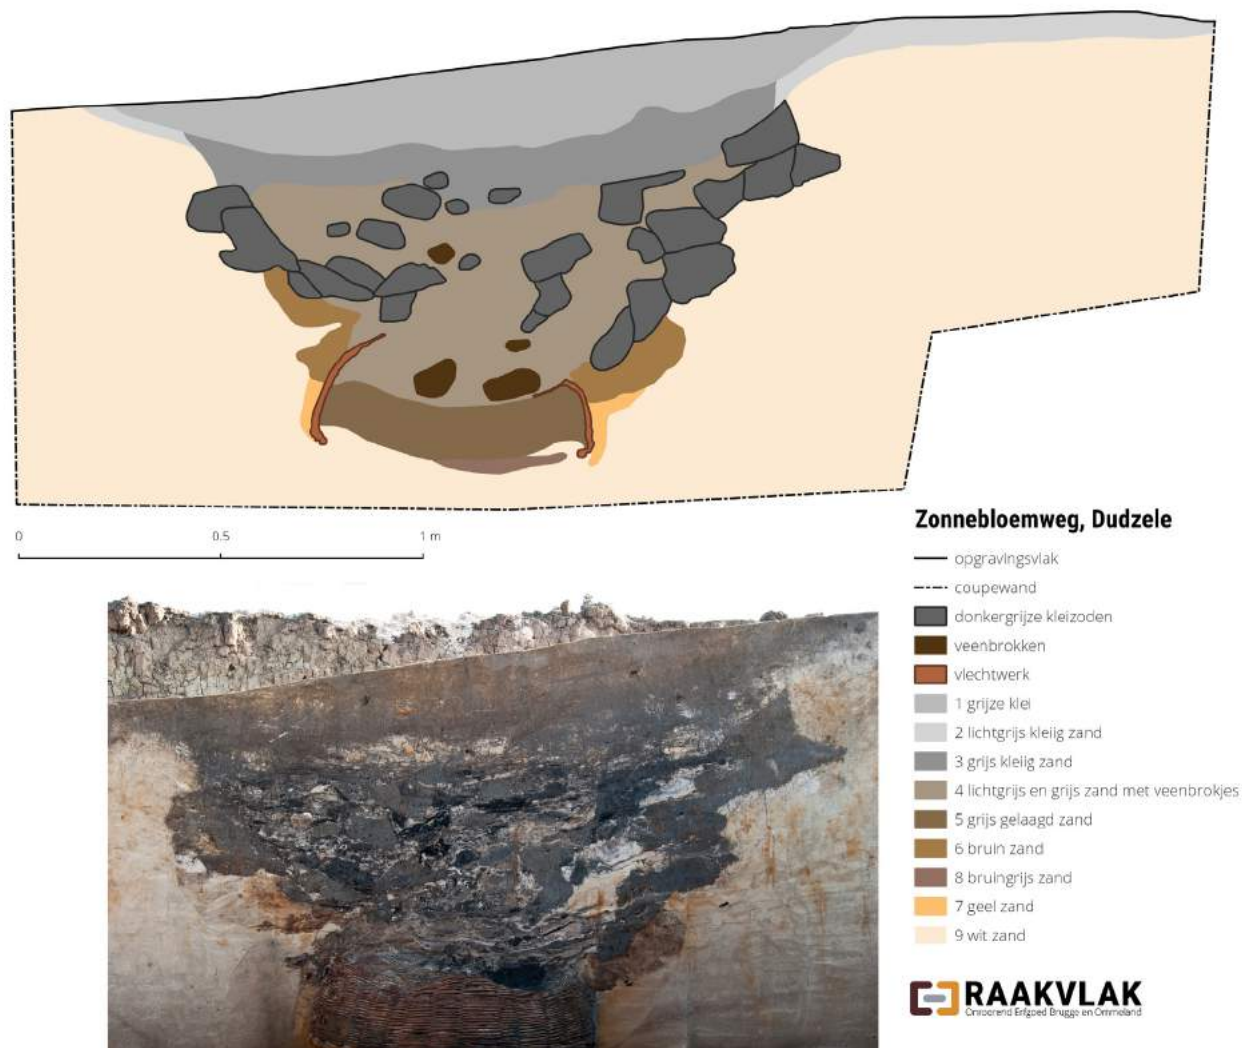 0 0.5 1 m
Zonnebloemweg, Dudzele
opgravingsvlak
coupewand
donkergrijze kleizoden
veenbrokken
vlechtwerk
1 grijze klei
2 lichtgrijs kleiig zand
3 grijs kleiig zand
4 lichtgrijs en grijs zand met veenbrokjes
5 grijs gelaagd zand
6 bruin zand
8 bruingrijs zand
7 geel zand
9 wit zand
RAAKVLAK
Onroerend Erfgoed Brugge en Ommeland